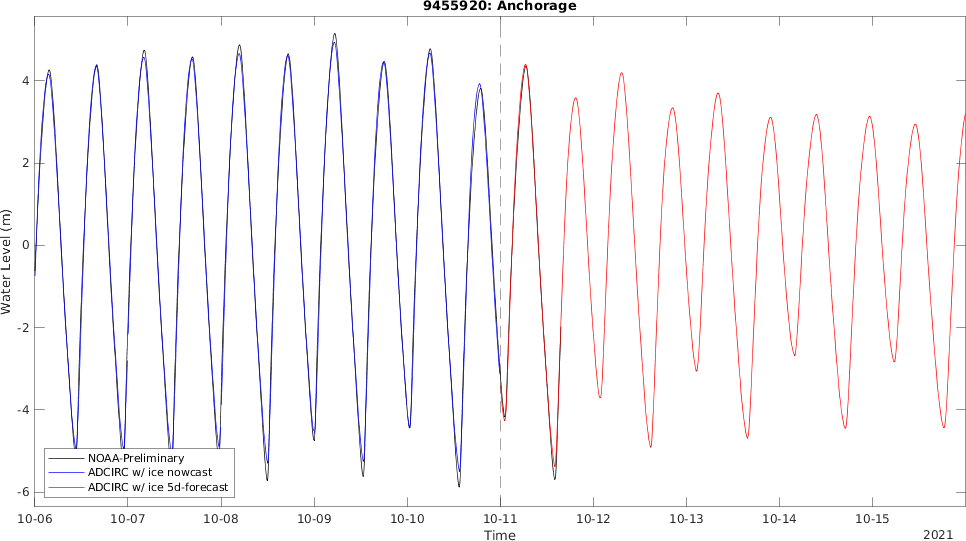 9455920: Anchorage
Water Level (m)
4
2
0
-2
-4
-6
NOAA-Preliminary
ADCIRC w/ ice nowcast
ADCIRC w/ ice 5d-forecast
10-06 10-07 10-08 10-09 10-10 10-11 10-12 10-13 10-14 10-15
Time
2021